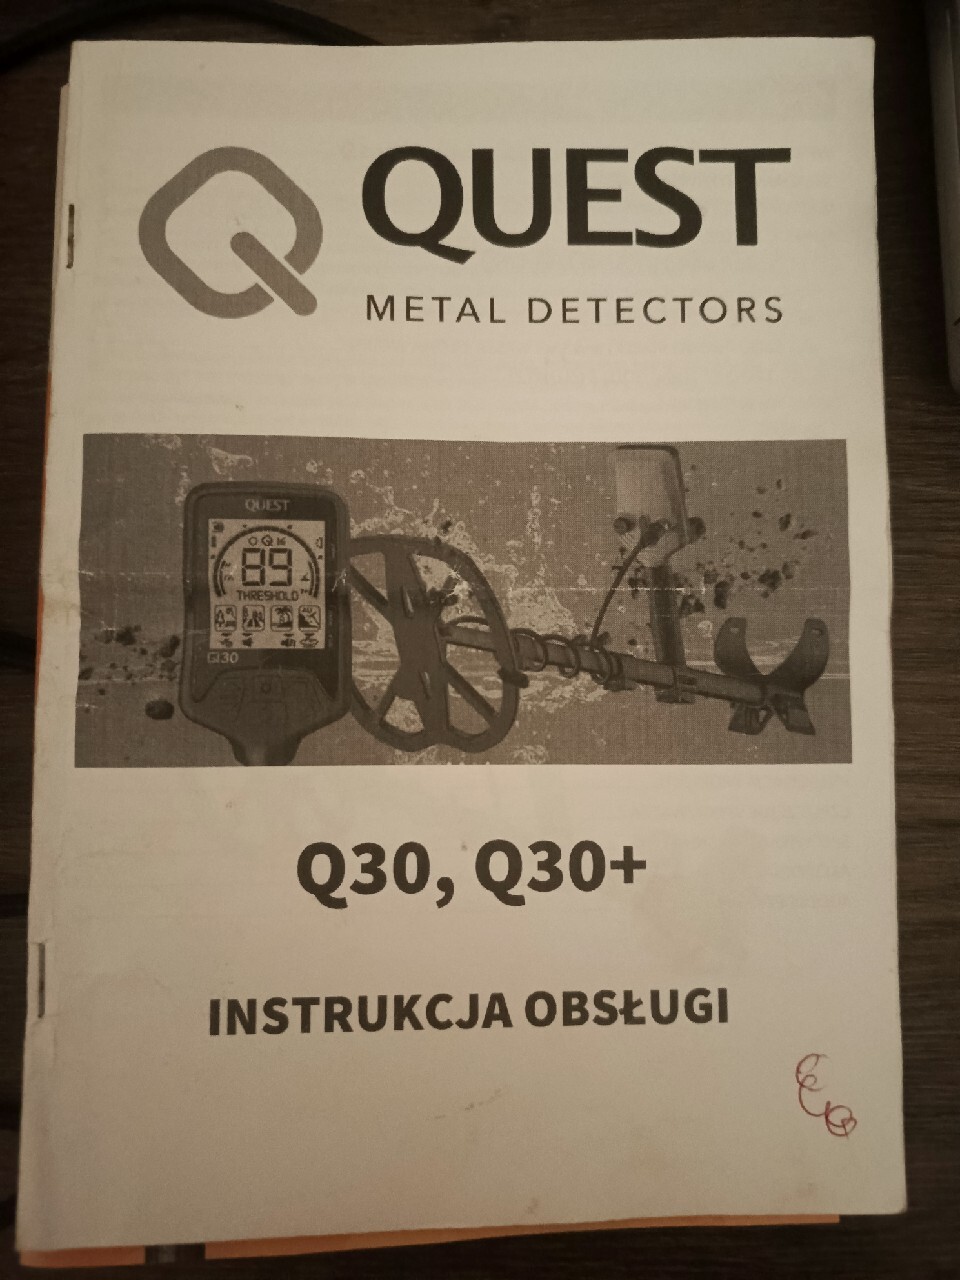 QUEST
METAL DETECTORS
QUEST
89
THRESHOLD
Q30
Q30, Q30+
INSTRUKCJA OBSŁUGI